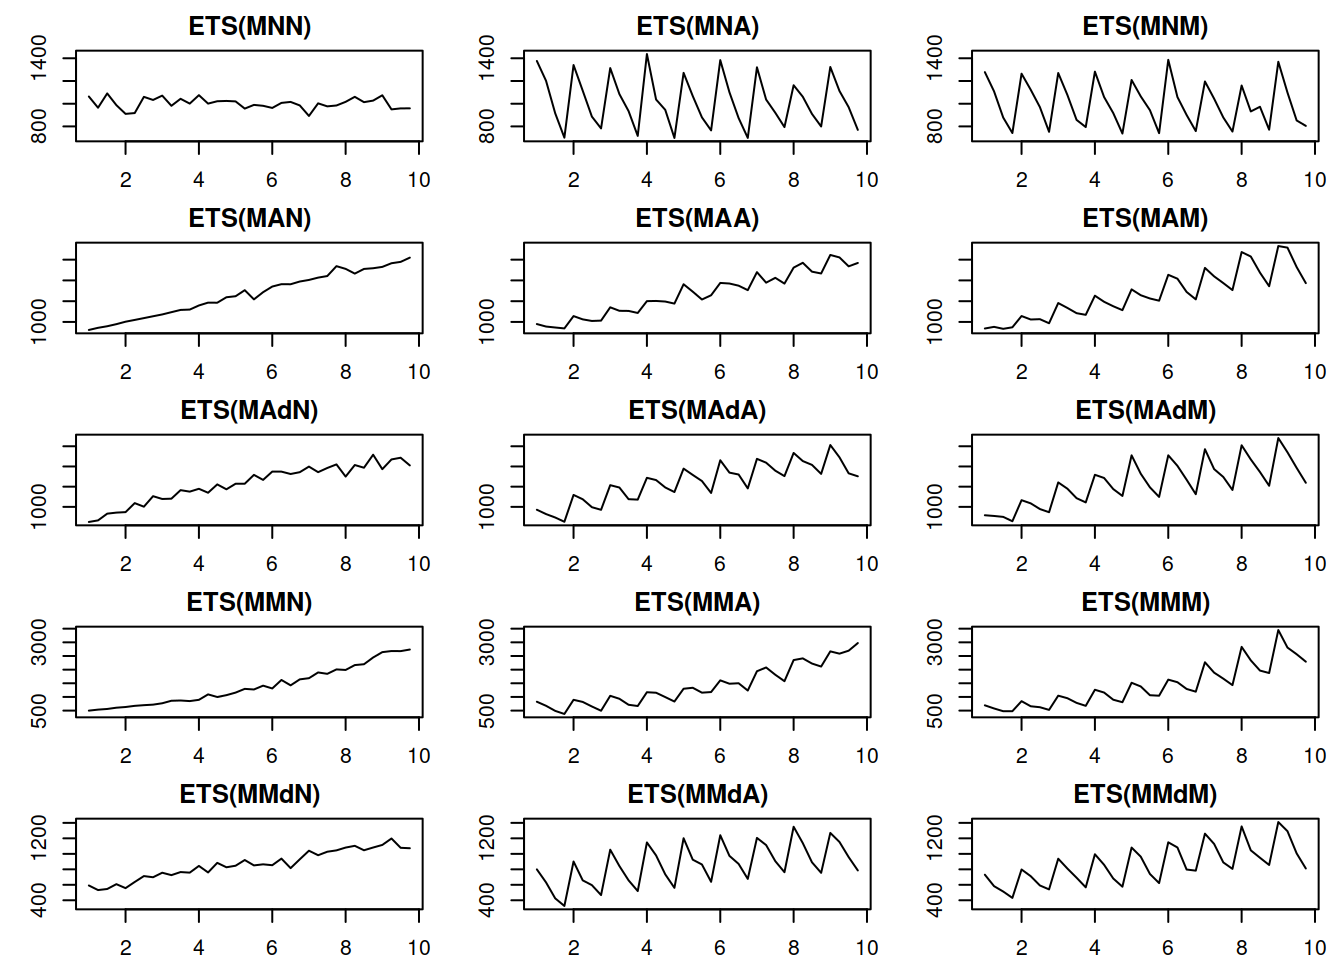 ETS(MNN) ETS(MNA) ETS(MNM)
1400 1400 1400
800 800 800
2 4 6 8 10 2 4 6 8 10 2 4 6 8 10
ETS(MAN) ETS(MAA) ETS(MAM)
1000 1000 1000
2 4 6 8 10 2 4 6 8 10 2 4 6 8 10
ETS(MAdN) ETS(MAdA) ETS(MAdM)
1000 1000 1000
2 4 6 8 10 2 4 6 8 10 2 4 6 8 10
ETS(MMN) ETS(MMA) ETS(MMM)
3000 3000 3000
500 500 500
2 4 6 8 10 2 4 6 8 10 2 4 6 8 10
ETS(MMdN) ETS(MMdA) ETS(MMdM)
1200 1200 1200
400 400 400
2 4 6 8 10 2 4 6 8 10 2 4 6 8 10